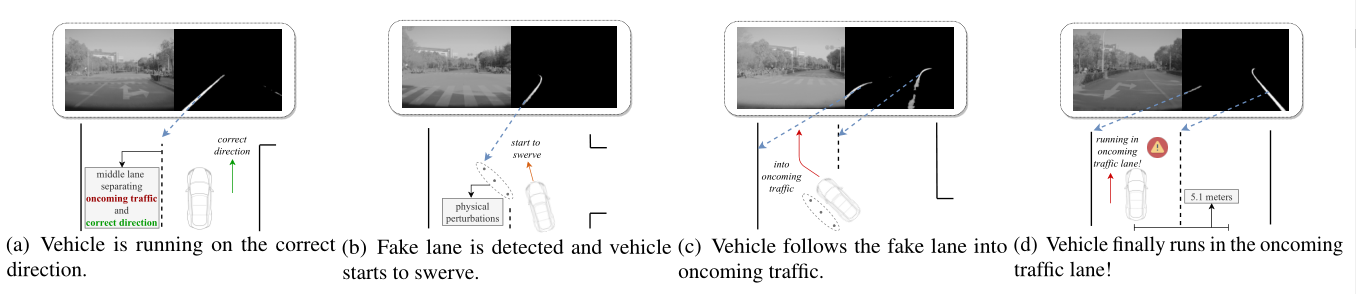 correct
direction
middle lane
separating
oncoming traffic
and
correct direction
(a) Vehicle is running on the correct
direction.
start to
swerve
physical
perturbations
(b) Fake lane is detected and vehicle
starts to swerve.
into
oncoming
traffic
(c) Vehicle follows the fake lane into
oncoming traffic.
running in
oncoming
traffic lane!
5.1 meters
(d) Vehicle finally runs in the oncoming
traffic lane!